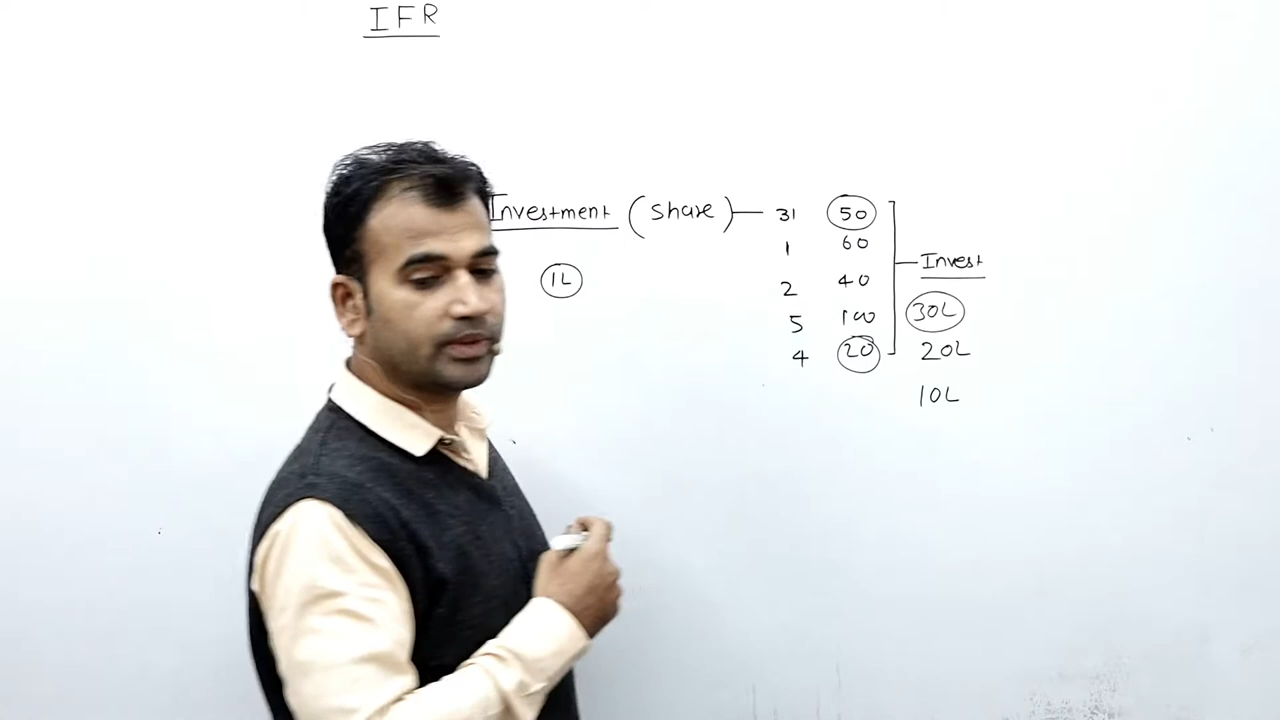 IFR
Investment (Share) — 31 50
1 60
1L
2 40
5 100
4 20
Invest
30L
20L
10L